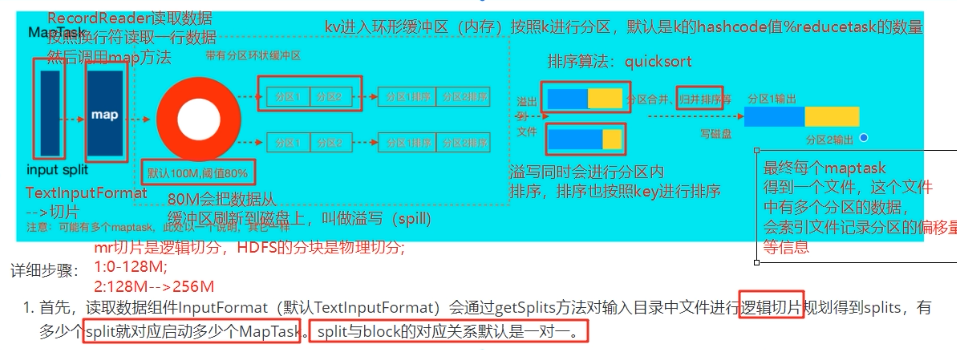 RecordReader读取数据
MapTask
按照换行符读取一行数据
然后调用map方法
kv进入环形缓冲区（内存）按照k进行分区，默认是k的hashcode值%reducetask的数量
带有分区环状缓冲区
排序算法：quicksort
map
分区1
分区2
分区1排序
分区2排序
分区1
分区2
分区1排序
分区2排序
溢出
到
文件
分区合并、归并排序等
分区1输出
写磁盘
分区2输出
input split
默认100M,阈值80%
TextInputFormat
-->切片
80M会把数据从
缓冲区刷新到磁盘上，叫做溢写（spill)
溢写同时会进行分区内
排序，排序也按照key进行排序
最终每个maptask
得到一个文件，这个文件
中有多个分区的数据，
会索引文件记录分区的偏移量
等信息
注意：可能有多个maptask，此处以一个说明，其它一样
mr切片是逻辑切分，HDFS的分块是物理切分;
1:0-128M;
2:128M-->256M
详细步骤：
1. 首先，读取数据组件InputFormat（默认TextInputFormat）会通过getSplits方法对输入目录中文件进行逻辑切片规划得到splits，有
多少个split就对应启动多少个MapTask。split与block的对应关系默认是一对一。